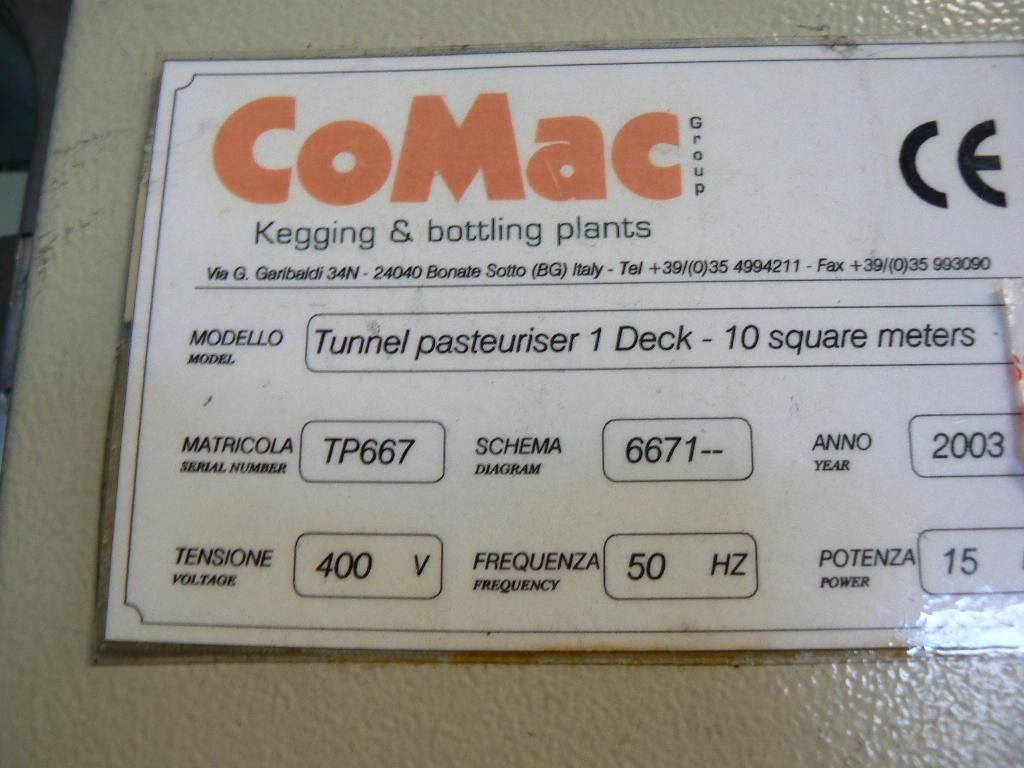 CoMac Group
CE
Kegging & bottling plants
Via G. Garibaldi 34N - 24040 Bonate Sotto (BG) Italy - Tel +39/(0)35 4994211 - Fax +39/(0)35 993090
MODELLO Tunnel pasteuriser 1 Deck - 10 square meters
MODEL
MATRICOLA TP667 SCHEMA 6671-- ANNO 2003
SERIAL NUMBER DIAGRAM YEAR
TENSIONE 400 V FREQUENZA 50 HZ POTENZA 15
VOLTAGE FREQUENCY POWER